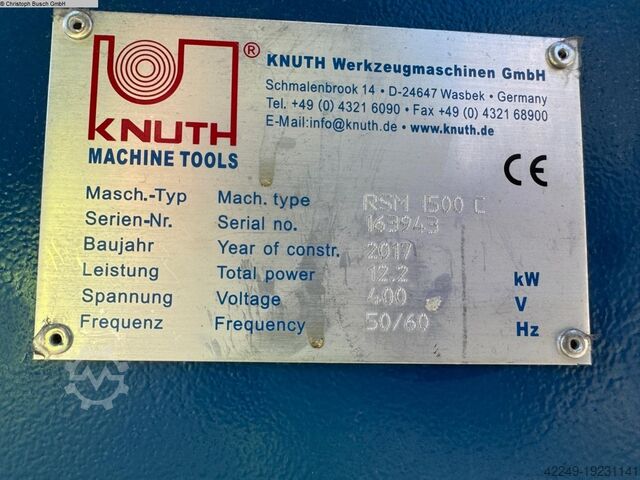 © Christoph Busch GmbH
KNUTH
MACHINE TOOLS
®
KNUTH Werkzeugmaschinen GmbH
Schmalenbrook 14 • D-24647 Wasbek • Germany
Tel. +49 (0) 4321 6090 • Fax +49 (0) 4321 68900
E-Mail:info@knuth.de • www.knuth.de
CE
Masch.-Typ Mach. type RSM 1500 C
Serien-Nr. Serial no. 163943
Baujahr Year of constr. 2017
Leistung Total power 12.2 kW
Spannung Voltage 400 V
Frequenz Frequency 50/60 Hz
42249-19231141